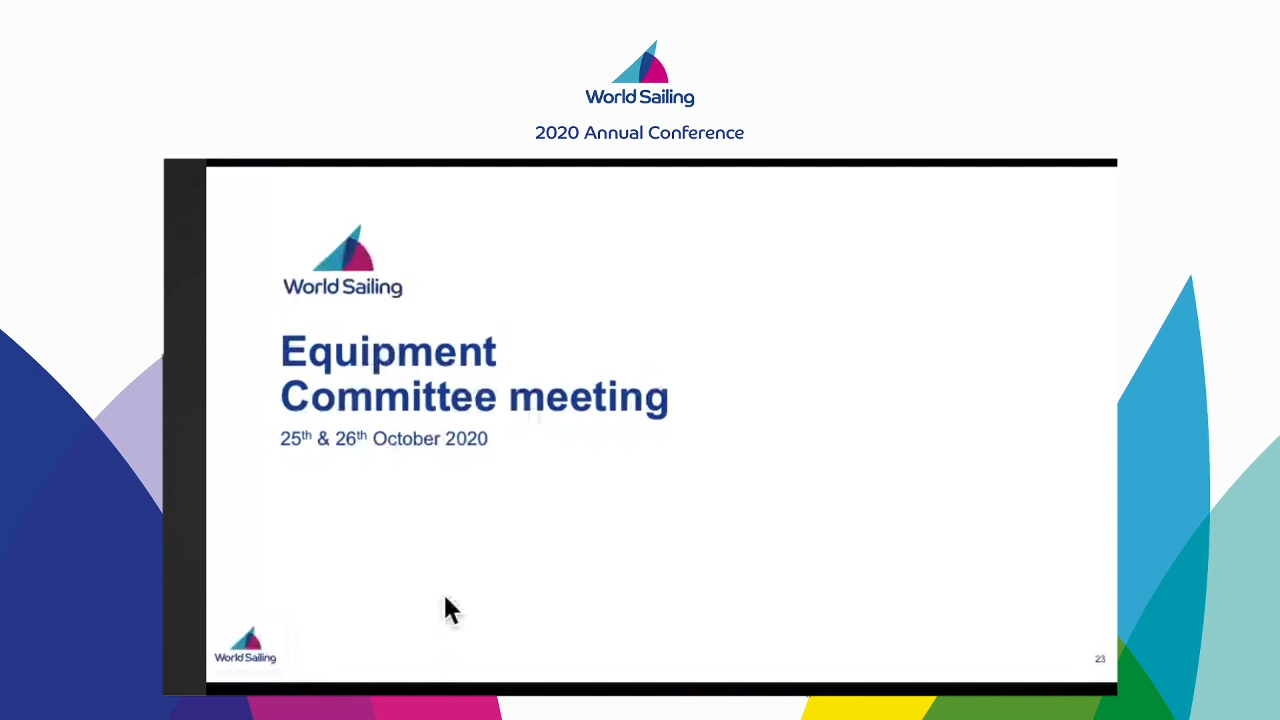 World Sailing
2020 Annual Conference
World Sailing
Equipment
Committee meeting
25th & 26th October 2020
World Sailing
23